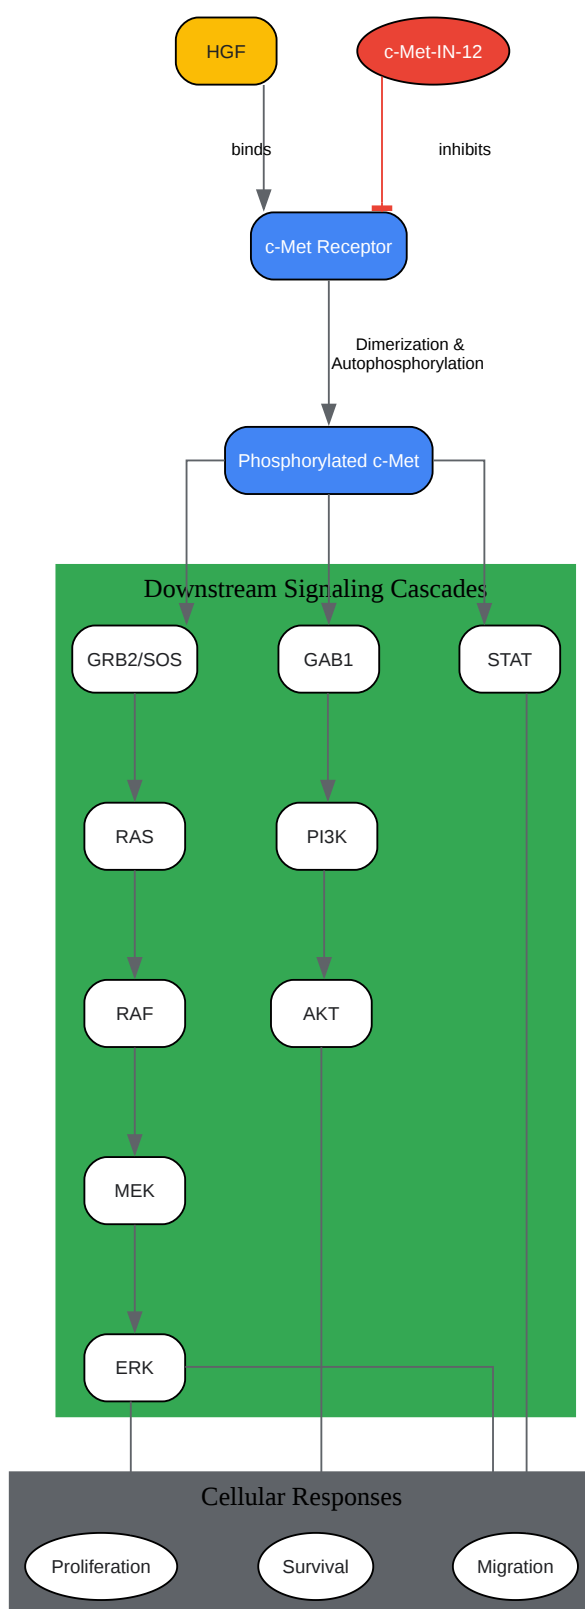 HGF
c-Met-IN-12
binds
inhibits
c-Met Receptor
Dimerization &
Autophosphorylation
Phosphorylated c-Met
Downstream Signaling Cascades
GRB2/SOS
GAB1
STAT
RAS
PI3K
RAF
AKT
MEK
ERK
Cellular Responses
Proliferation
Survival
Migration